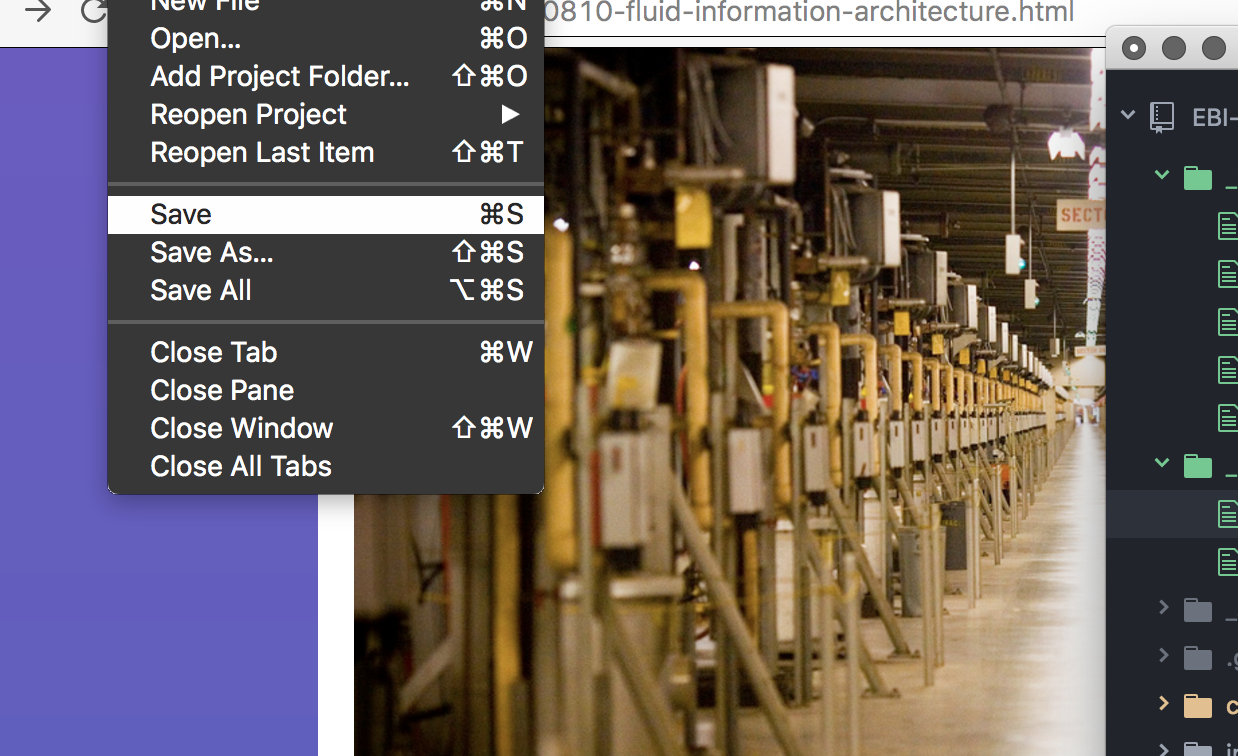 New File ⌘N
0810-fluid-information-architecture.html
Open... ⌘O
Add Project Folder... ⇧⌘O
Reopen Project ▶
Reopen Last Item ⇧⌘T
Save ⌘S
Save As... ⇧⌘S
Save All ⌥⌘S
Close Tab ⌘W
Close Pane
Close Window ⇧⌘W
Close All Tabs
SECT
EBI-
_
_
_
.g
c